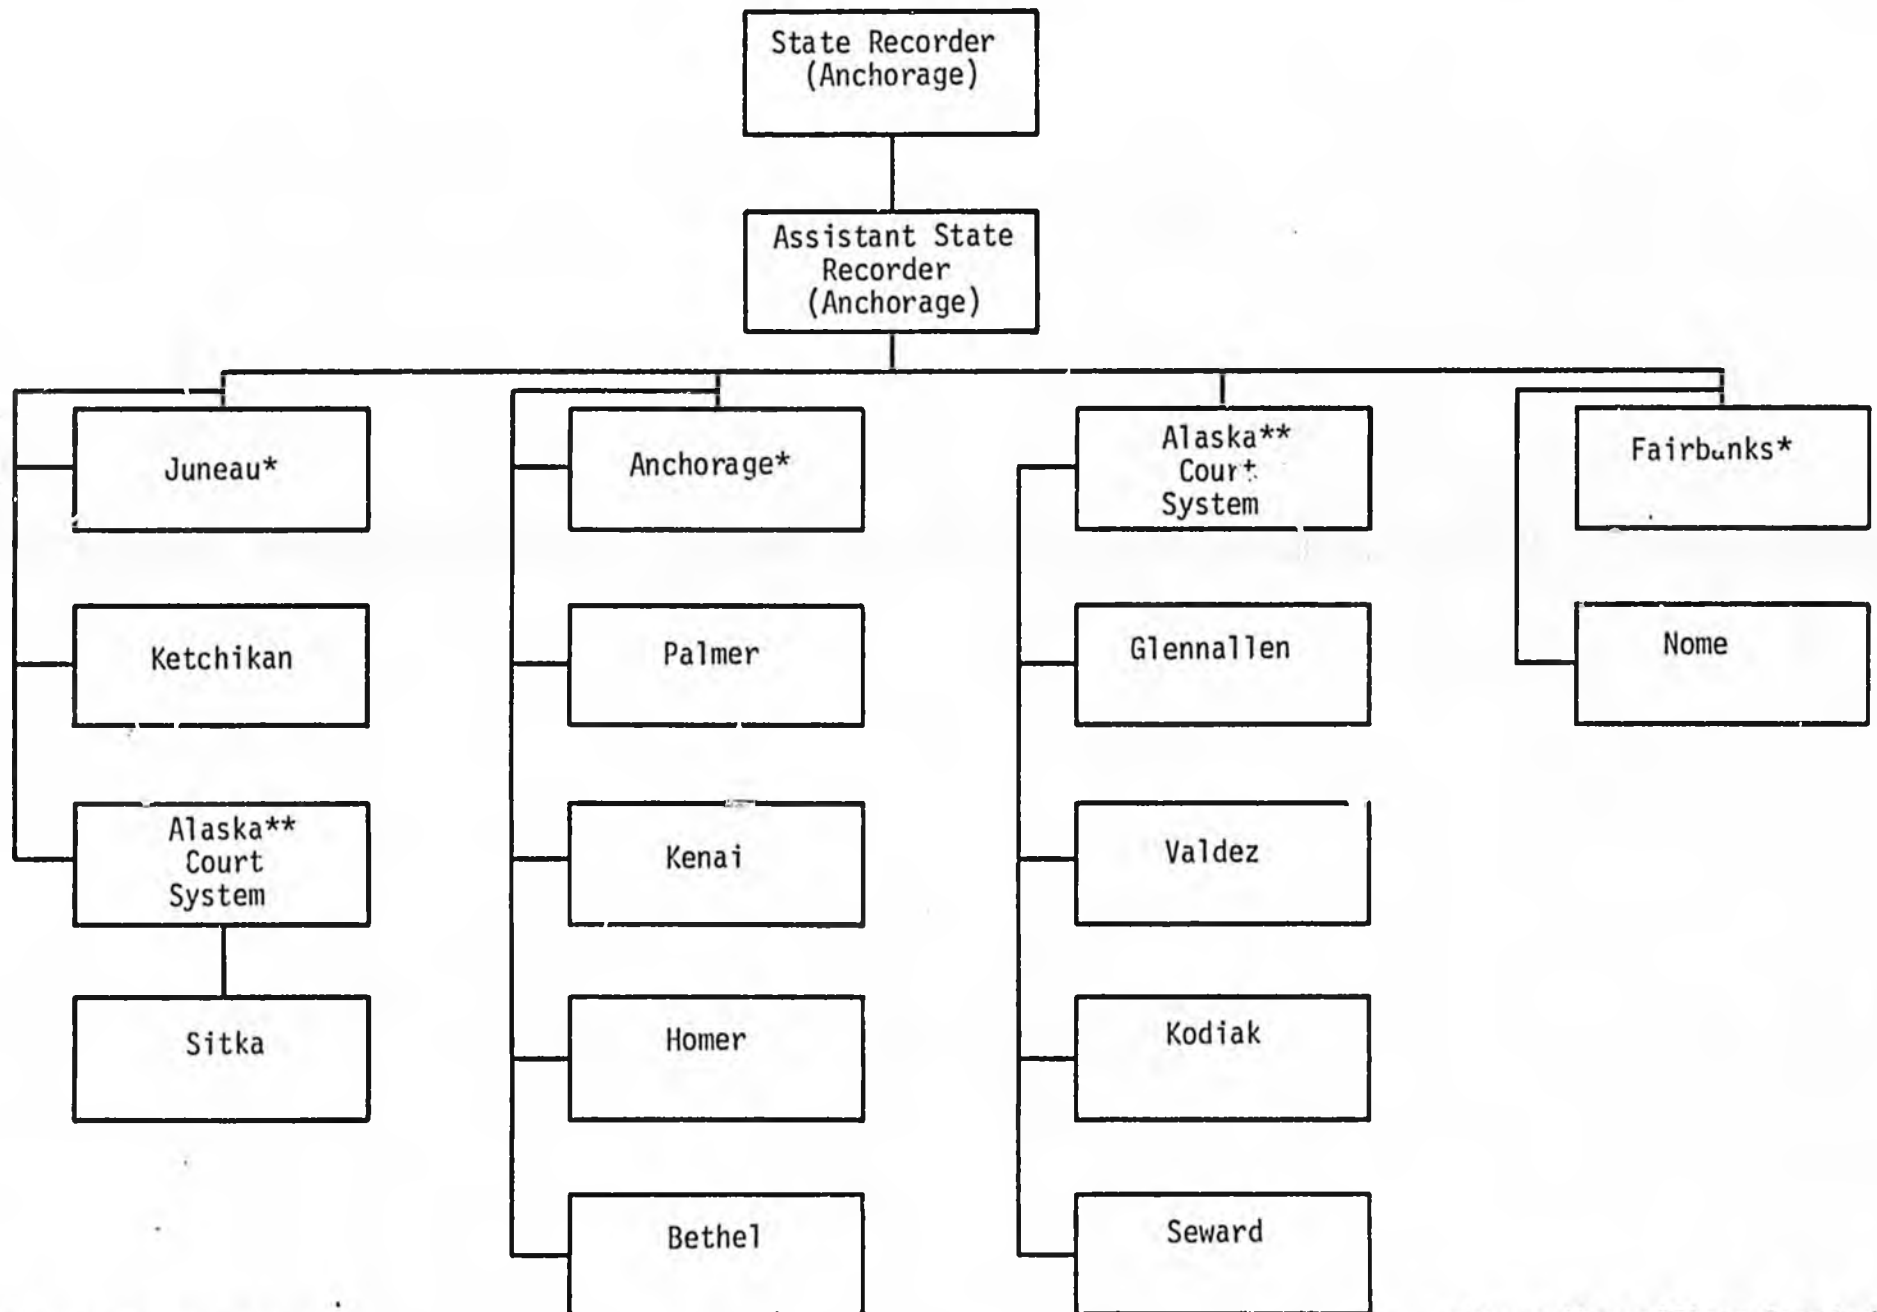 State Recorder
(Anchorage)
Assistant State
Recorder
(Anchorage)
Juneau*
Ketchikan
Alaska**
Court
System
Sitka
Anchorage*
Palmer
Kenai
Homer
Bethel
Alaska**
Court
System
Glennallen
Valdez
Kodiak
Seward
Fairbanks*
Nome